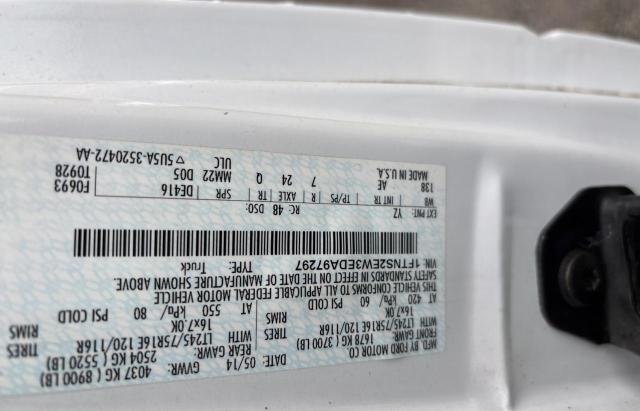 MFD. BY FORD MOTOR CO.
DATE: 05/14 GVWR: 4037 KG ( 8900 LB)
FRONT GAWR: 1678 KG ( 3700 LB) REAR GAWR: 2504 KG ( 5520 LB)
WITH LT245/75R16E 120/116R TIRES WITH LT245/75R16E 120/116R TIRES
16x7.0K RIMS 16x7.0K RIMS
AT 420 kPa/ 60 PSI COLD AT 550 kPa/ 80 PSI COLD
THIS VEHICLE CONFORMS TO ALL APPLICABLE FEDERAL MOTOR VEHICLE
SAFETY STANDARDS IN EFFECT ON THE DATE OF MANUFACTURE SHOWN ABOVE.
VIN: 1FTNS2EW3EDA97297 TYPE: Truck
EXT PNT: YZ RC: 48 DSO: F0693
WB INT TR TP/PS R AXLE TR SPR DE416 T0928
138 AE 7 24 Q MM22 D05
MADE IN U.S.A. ULC ▽ 5U5A-3520472-AA